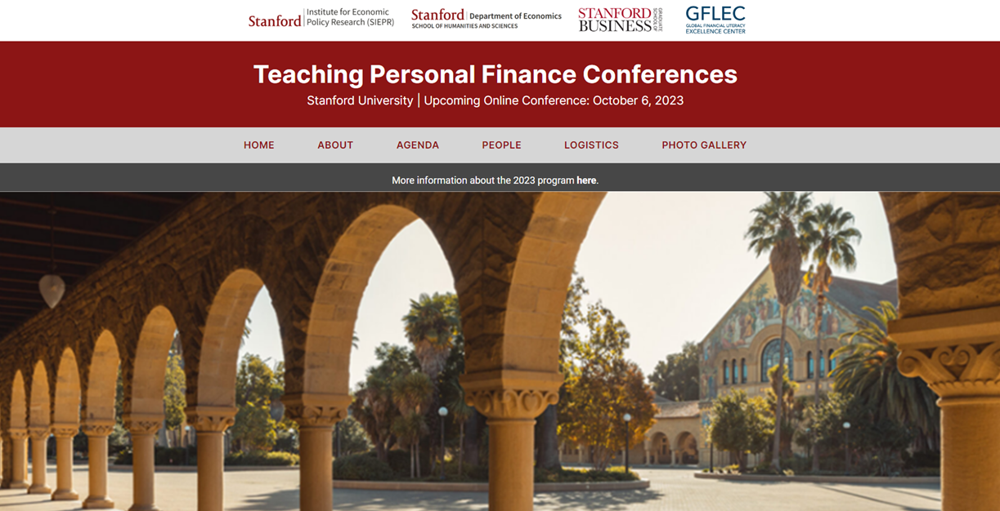 Stanford
Institute for Economic
Policy Research (SIEPR)
Stanford
Department of Economics
SCHOOL OF HUMANITIES AND SCIENCES
STANFORD
BUSINESS
GRADUATE
SCHOOL OF
GFLEC
GLOBAL FINANCIAL LITERACY
EXCELLENCE CENTER
Teaching Personal Finance Conferences
Stanford University | Upcoming Online Conference: October 6, 2023
HOME ABOUT AGENDA PEOPLE LOGISTICS PHOTO GALLERY
More information about the 2023 program here.